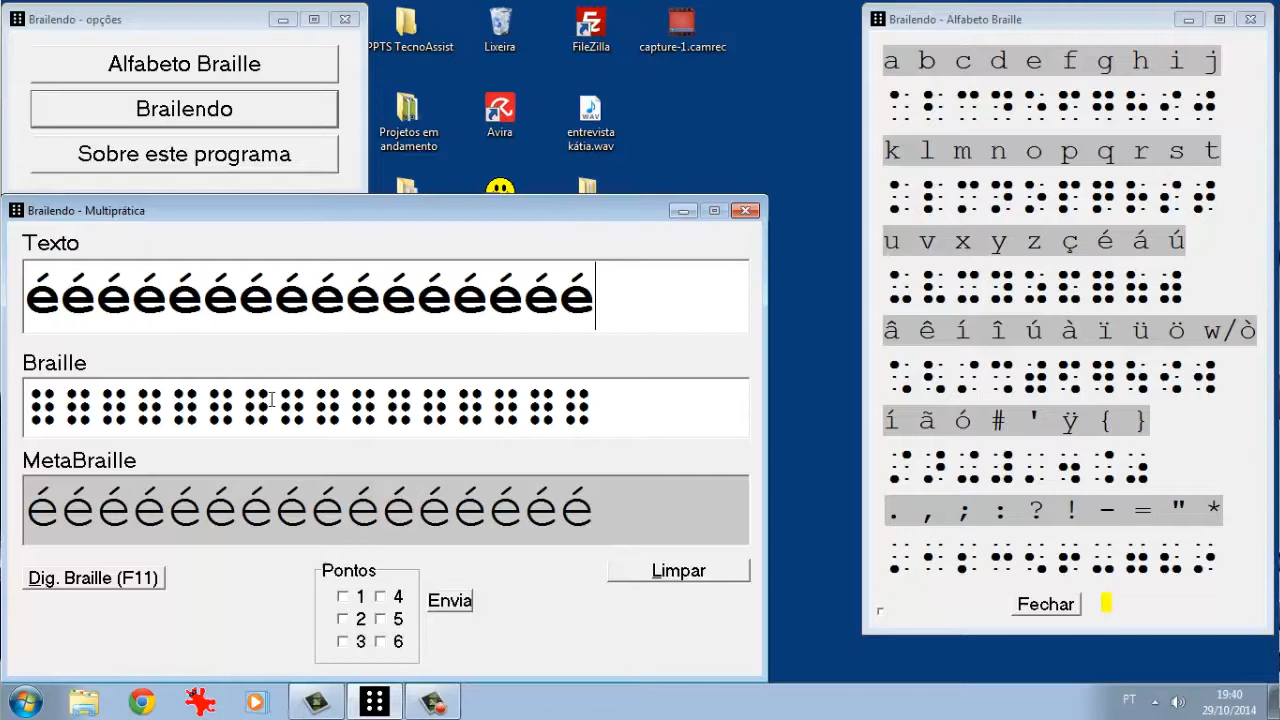 Brailendo - opções
Alfabeto Braille
Brailendo
Sobre este programa
PPTS TecnoAssist
Lixeira
FileZilla
capture-1.camrec
Projetos em
andamento
Avira
WAV
entrevista
kátia.wav
Brailendo - Multiprática
Texto
éééééééééééééééé
Braille
⠿⠿⠿⠿⠿⠿⠿⠿⠿⠿⠿⠿⠿⠿⠿⠿
MetaBraille
éééééééééééééééé
Dig. Braille (F11)
Pontos
1 4
2 5
3 6
Envia
Limpar
Brailendo - Alfabeto Braille
a b c d e f g h i j
k l m n o p q r s t
u v x y z ç é á ú
â ê í î ú à ï ü ö w/ò
í ã ó # ' ÿ { }
. , ; : ? ! - = " *
Fechar
PT
19:40
29/10/2014